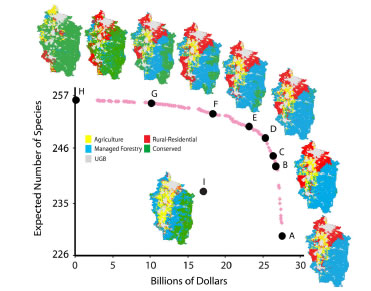 H
G
F
E
D
C
B
A
I
257
246
235
226
Expected Number of Species
Agriculture
Rural-Residential
Managed Forestry
Conserved
UGB
0 5 10 15 20 25 30
Billions of Dollars